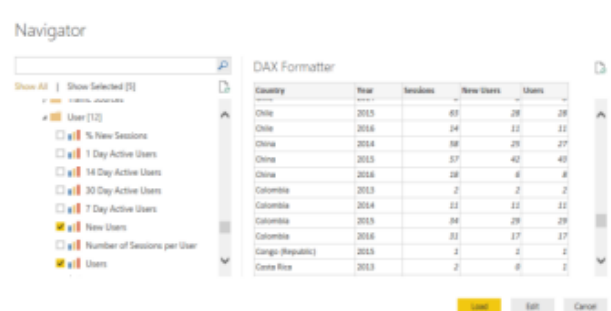 Navigator
Show All | Show Selected [5]
User [12]
% New Sessions
1 Day Active Users
14 Day Active Users
30 Day Active Users
7 Day Active Users
New Users
Number of Sessions per User
Users
DAX Formatter
Country Year Sessions New Users Users
Chile 2015 63 28 28
Chile 2016 14 11 11
China 2014 58 25 27
China 2015 57 42 43
China 2016 18 6 8
Colombia 2013 2 2 2
Colombia 2014 11 11 11
Colombia 2015 34 29 29
Colombia 2016 31 17 17
Congo (Republic) 2015 1 1 1
Costa Rica 2013 2 0 1
Load Edit Cancel